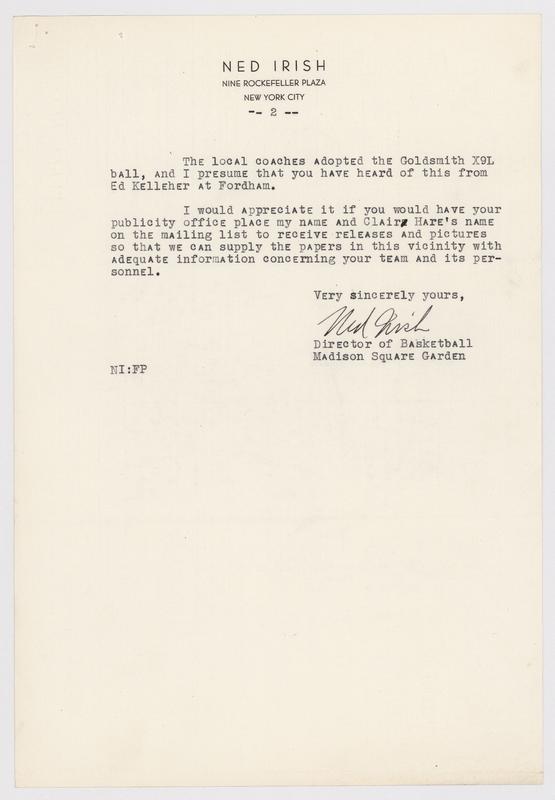 NED IRISH
NINE ROCKEFELLER PLAZA
NEW YORK CITY
-- 2 --
The local coaches adopted the Goldsmith X9L
ball, and I presume that you have heard of this from
Ed Kelleher at Fordham.
I would appreciate it if you would have your
publicity office place my name and Clair Hare's name
on the mailing list to receive releases and pictures
so that we can supply the papers in this vicinity with
adequate information concerning your team and its per-
sonnel.
Very sincerely yours,
Ned Irish
Director of Basketball
Madison Square Garden
NI:FP